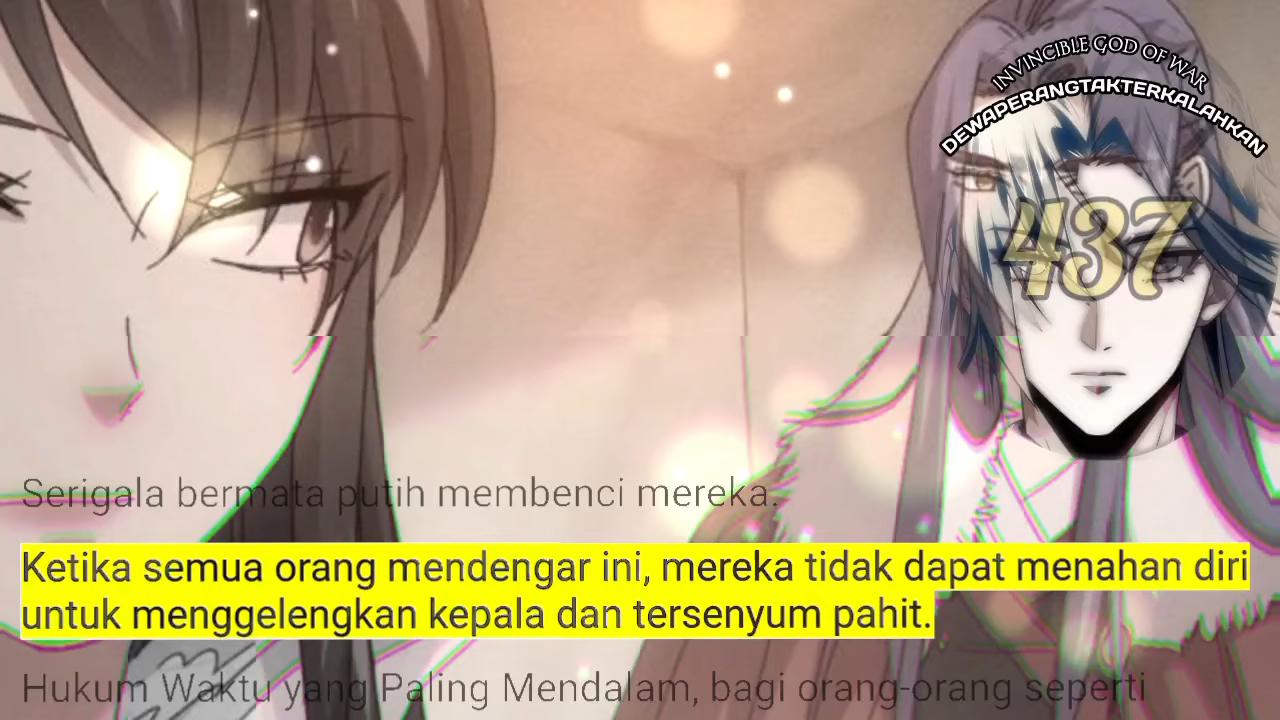 INVINCIBLE GOD OF WAR
DEWAPERANGTAKTERKALAHKAN
437
Serigala bermata putih membenci mereka.
Ketika semua orang mendengar ini, mereka tidak dapat menahan diri
untuk menggelengkan kepala dan tersenyum pahit.
Hukum Waktu yang Paling Mendalam, bagi orang-orang seperti